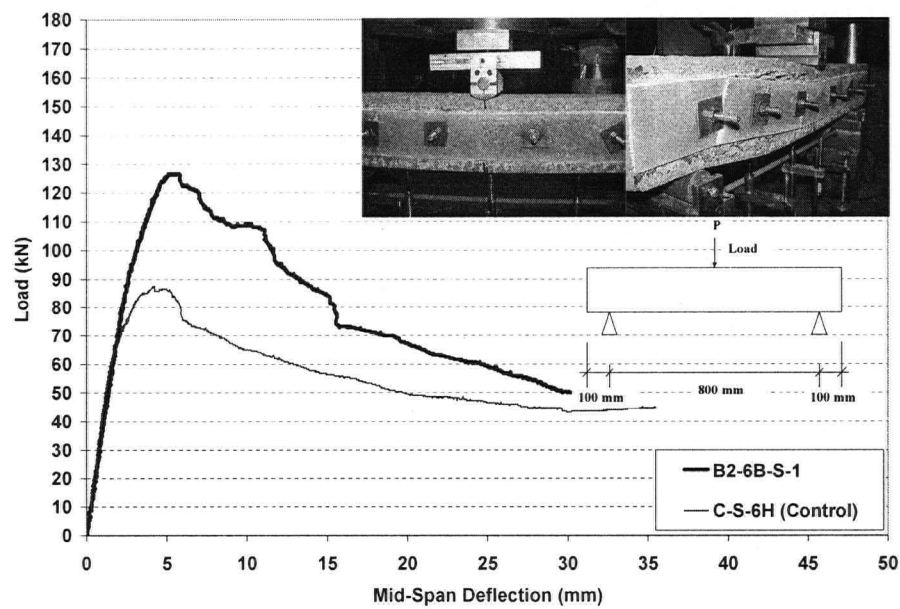 180
170
160
150
140
130
120
110
100
90
80
70
60
50
40
30
20
10
0
Load (kN)
P
Load
100 mm
800 mm
100 mm
B2-6B-S-1
C-S-6H (Control)
0 5 10 15 20 25 30 35 40 45 50
Mid-Span Deflection (mm)